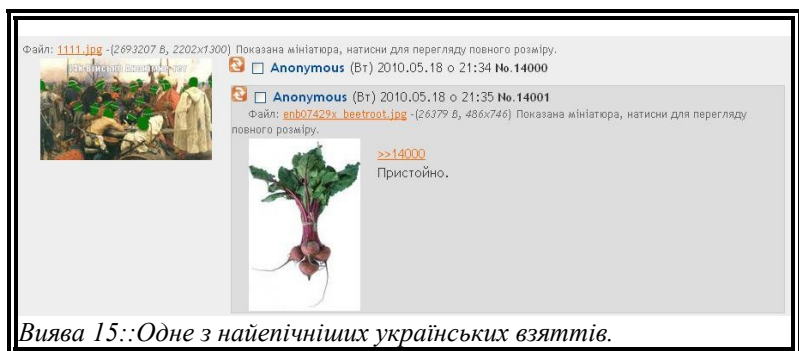 Файл: 1111.jpg -(2693207 B, 2202x1300) Показана мініатюра, натисни для перегляду повного розміру.
Anonymous (Вт) 2010.05.18 о 21:34 No.14000
Anonymous (Вт) 2010.05.18 о 21:35 No.14001
Файл: enb07429x_beetroot.jpg -(26379 B, 486x746) Показана мініатюра, натисни для перегляду
повного розміру.
>>14000
Пристойно.
Виява 15::Одне з найепічніших українських взяттів.